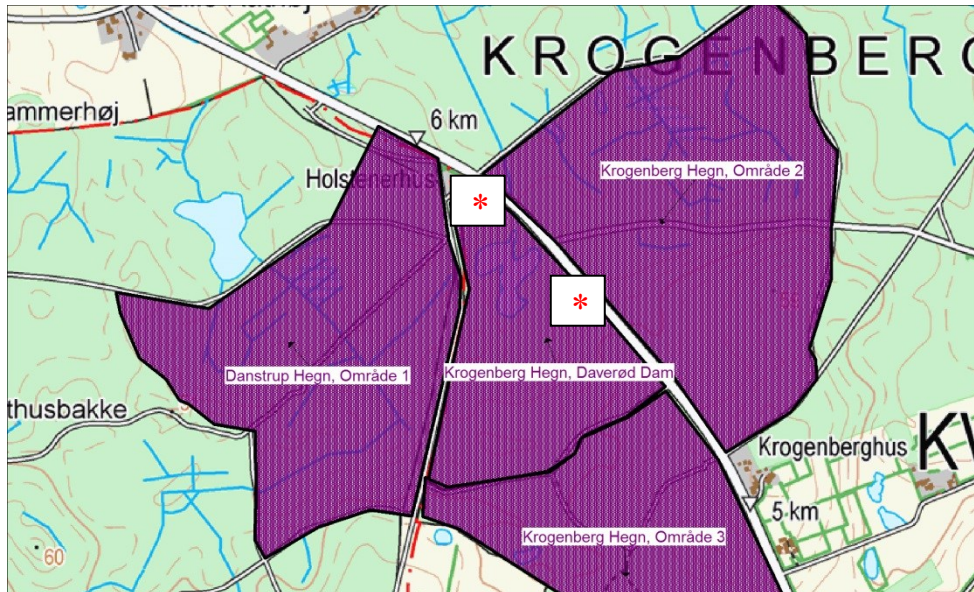 KROGENBERG
6 km
ammerhøj
Holstenerhus
*
Krogenberg Hegn, Område 2
*
Danstrup Hegn, Område 1
Krogenberg Hegn, Daverød Dam
thusbakke
Krogenberghus
KV
5 km
Krogenberg Hegn, Område 3
60